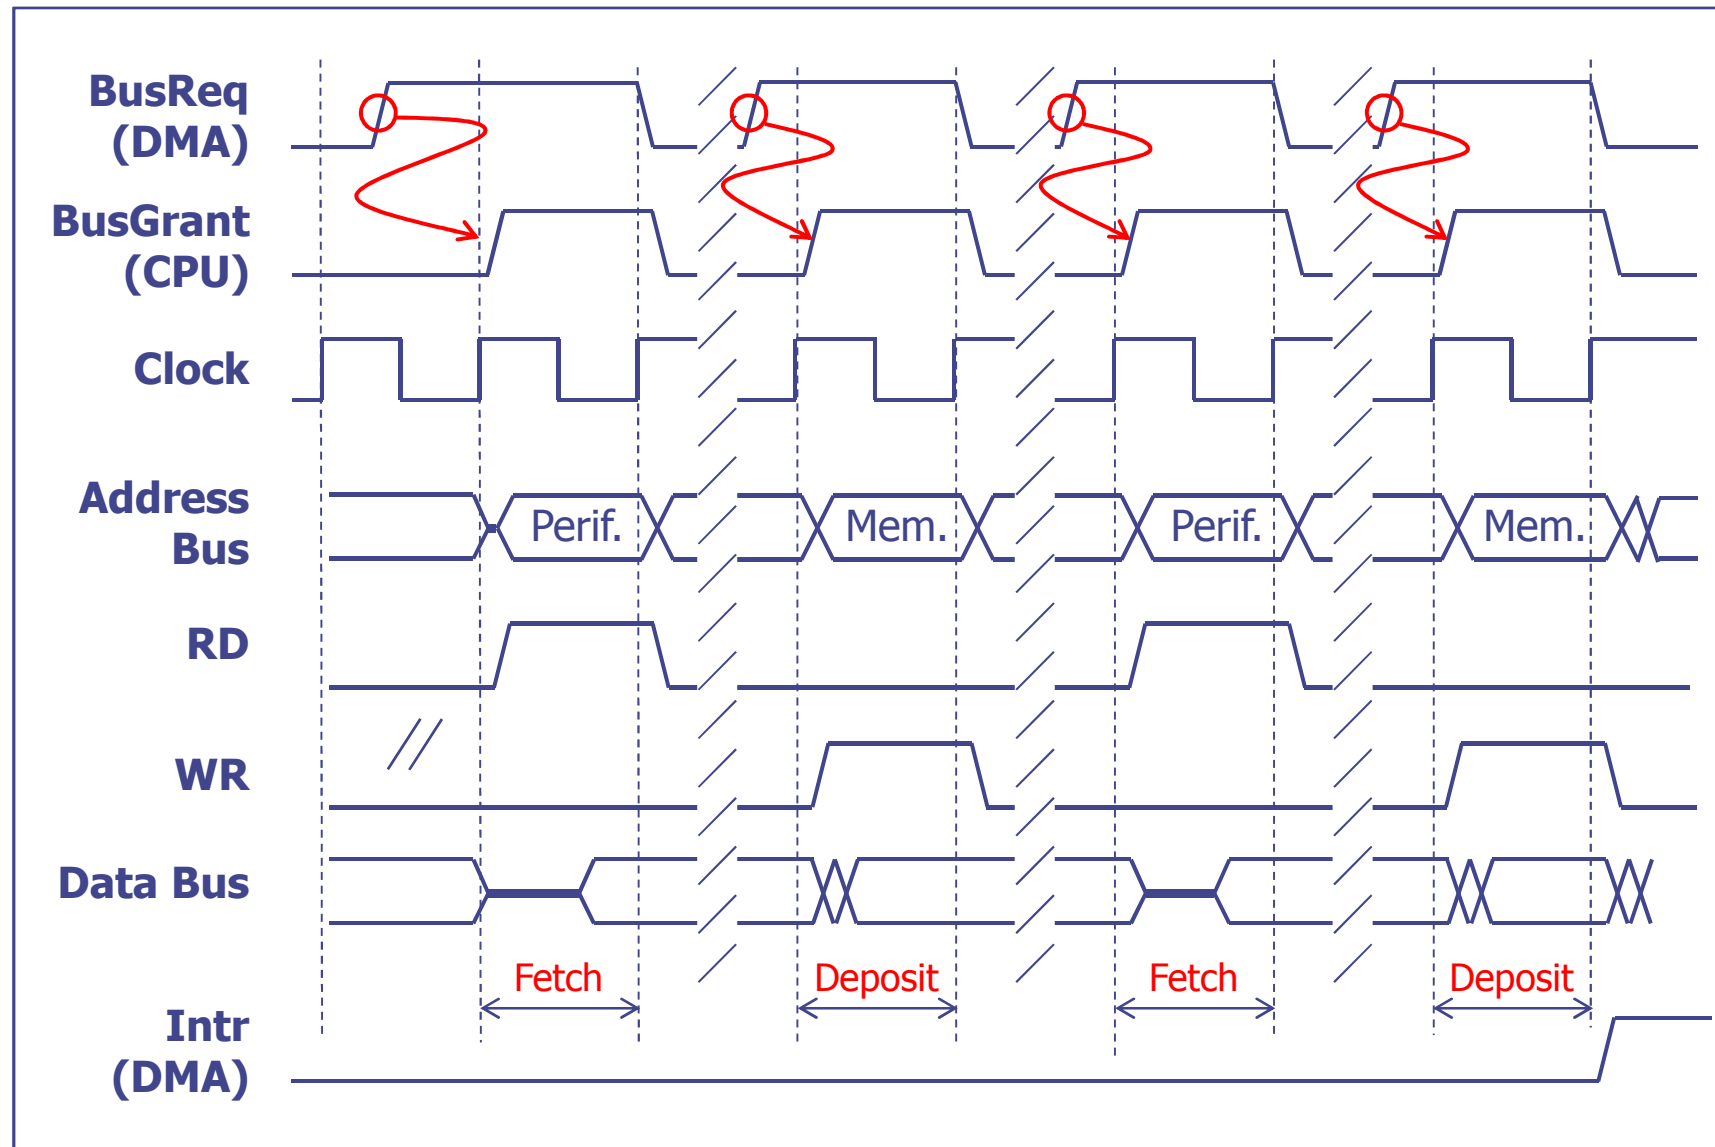 BusReq
(DMA)
BusGrant
(CPU)
Clock
Address
Bus
Perif.
Mem.
Perif.
Mem.
RD
WR
Data Bus
Fetch
Deposit
Fetch
Deposit
Intr
(DMA)